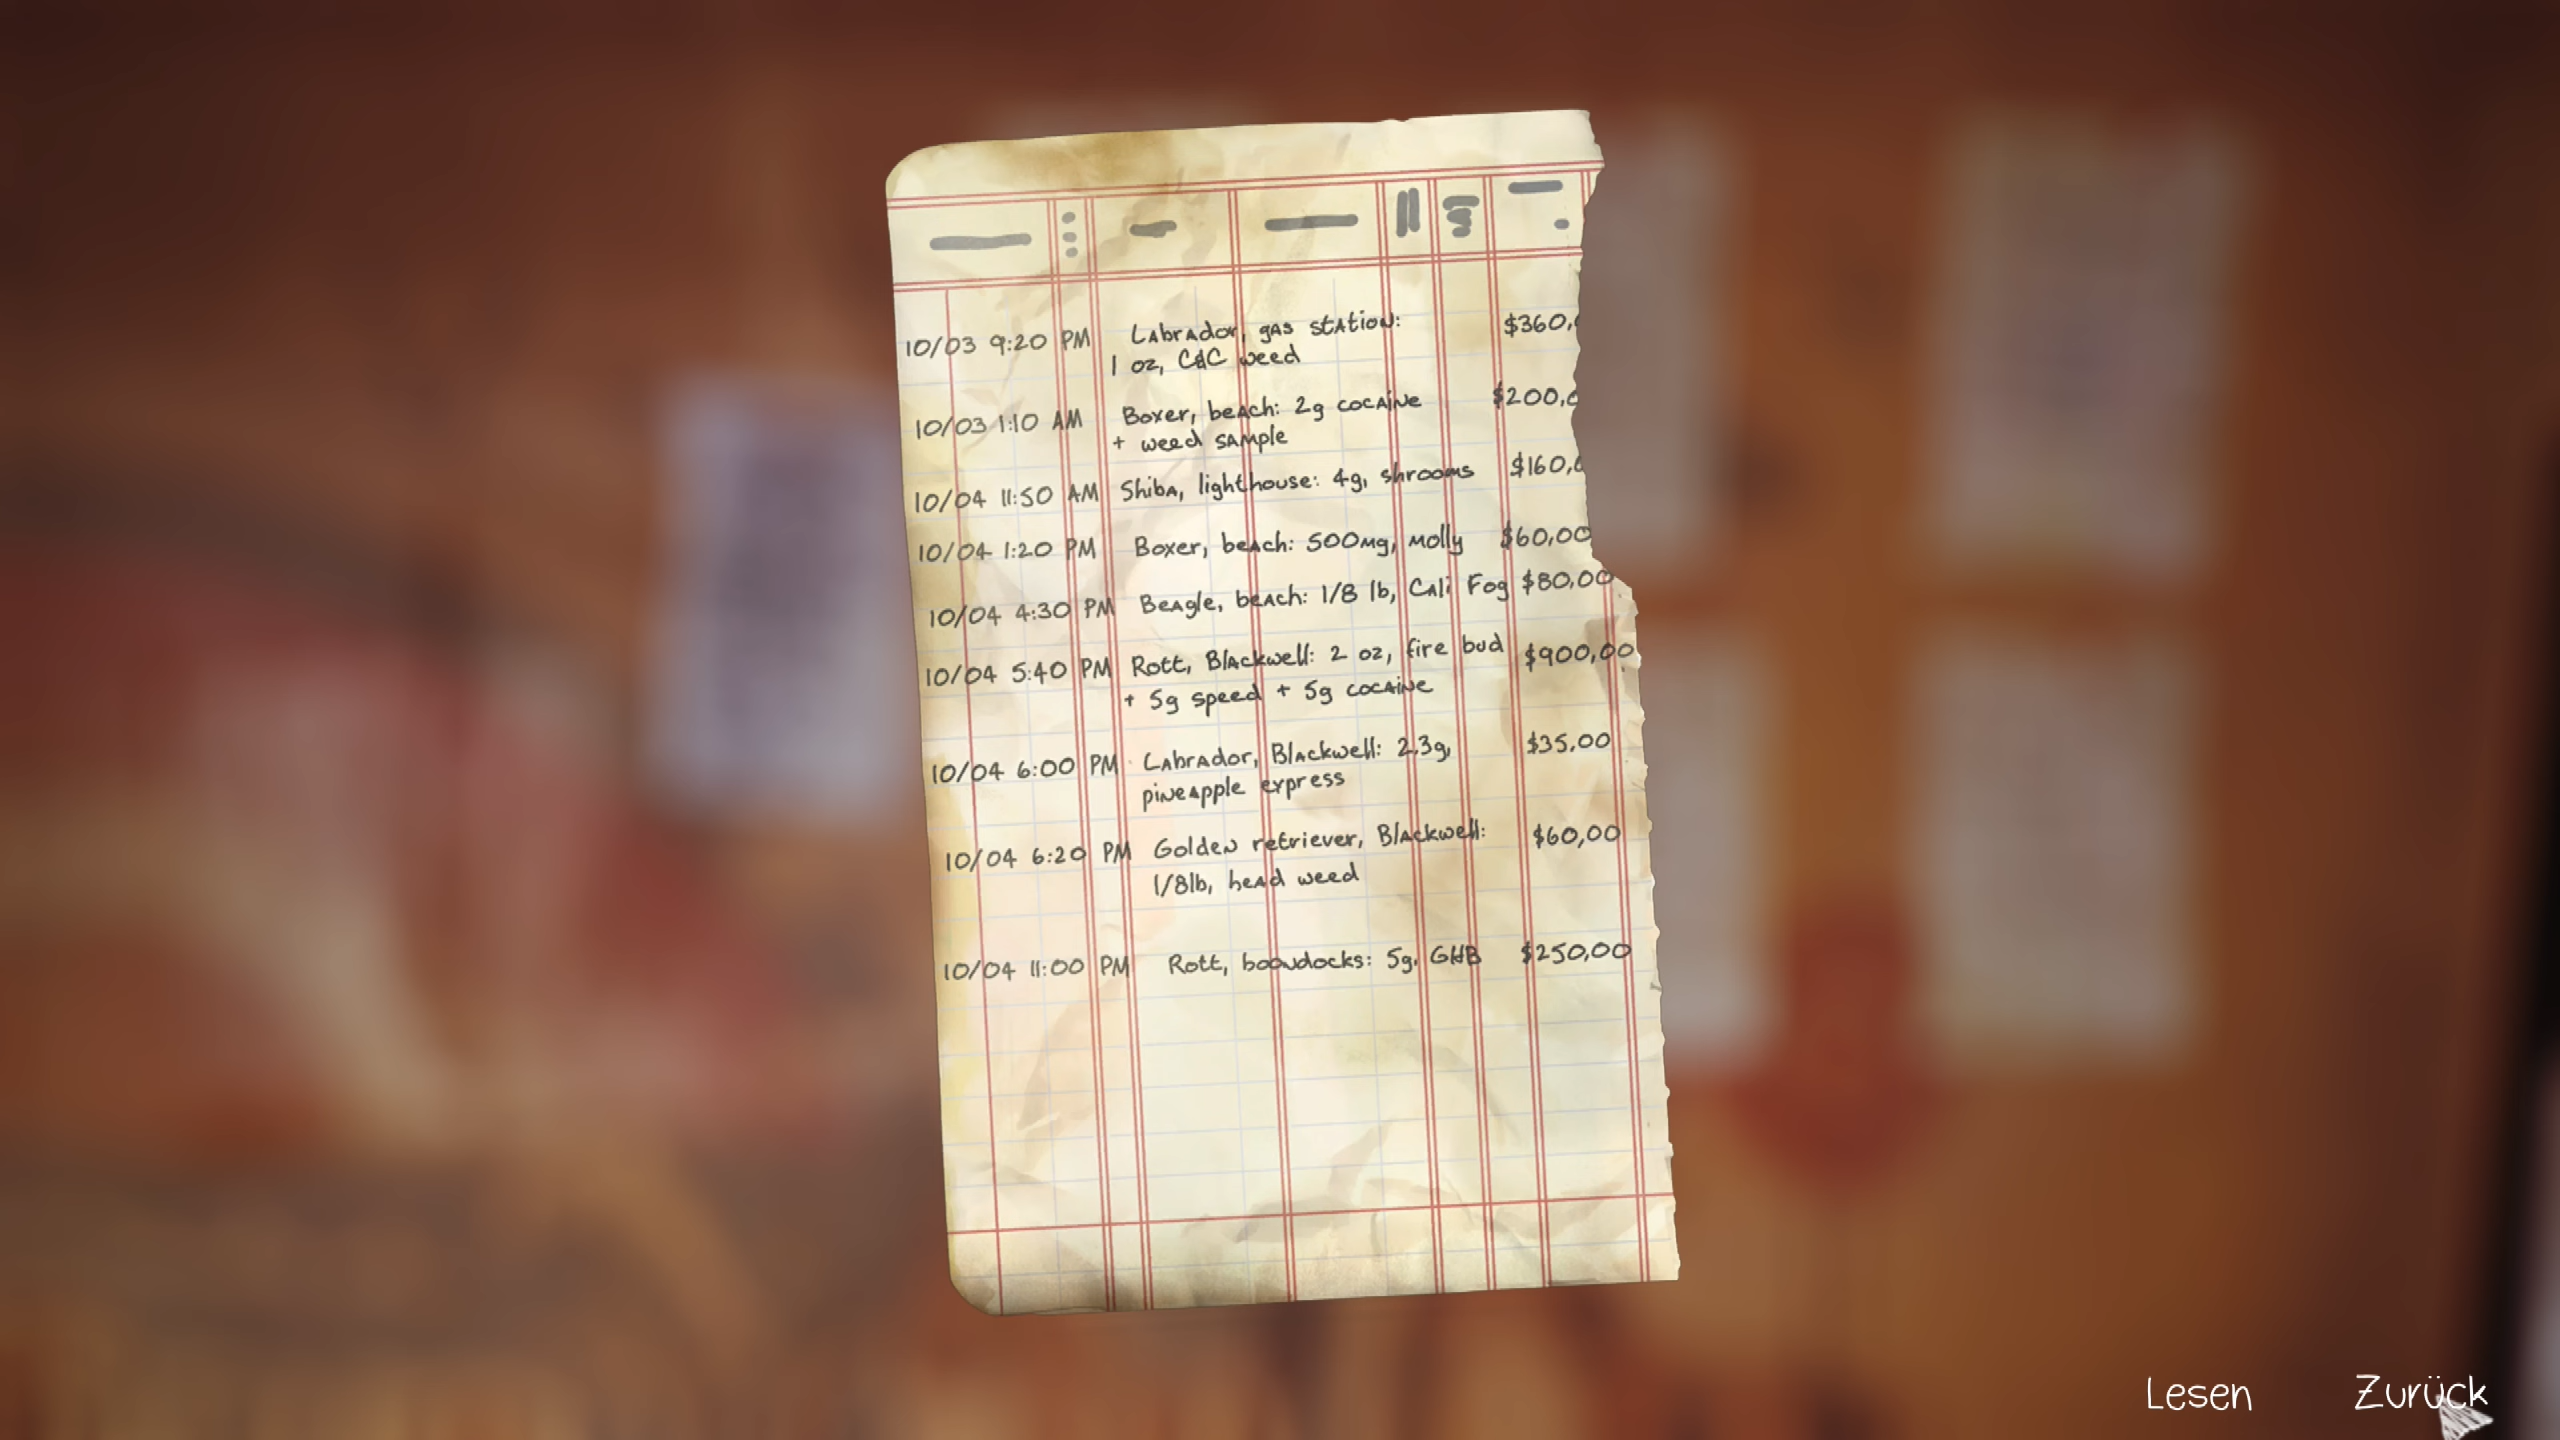 10/03 9:20 PM Labrador, gas station: $360,
1 oz, C&C weed
10/03 1:10 AM Boxer, beach: 2g cocaine $200,0
+ weed sample
10/04 11:50 AM Shiba, lighthouse: 4g, shrooms $160,0
10/04 1:20 PM Boxer, beach: 500mg, molly $60,00
10/04 4:30 PM Beagle, beach: 1/8 lb, Cali Fog $80,00
10/04 5:40 PM Rott, Blackwell: 2 oz, fire bud $900,00
+ 5g speed + 5g cocaine
10/04 6:00 PM Labrador, Blackwell: 2.3g, $35,00
pineapple express
10/04 6:20 PM Golden retriever, Blackwell: $60,00
1/8lb, head weed
10/04 11:00 PM Rott, boondocks: 5g, GHB $250,00
Lesen Zurück